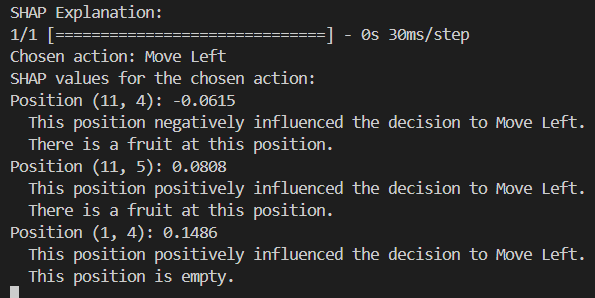 SHAP Explanation:
1/1 [==============================] - 0s 30ms/step
Chosen action: Move Left
SHAP values for the chosen action:
Position (11, 4): -0.0615
  This position negatively influenced the decision to Move Left.
  There is a fruit at this position.
Position (11, 5): 0.0808
  This position positively influenced the decision to Move Left.
  There is a fruit at this position.
Position (1, 4): 0.1486
  This position positively influenced the decision to Move Left.
  This position is empty.